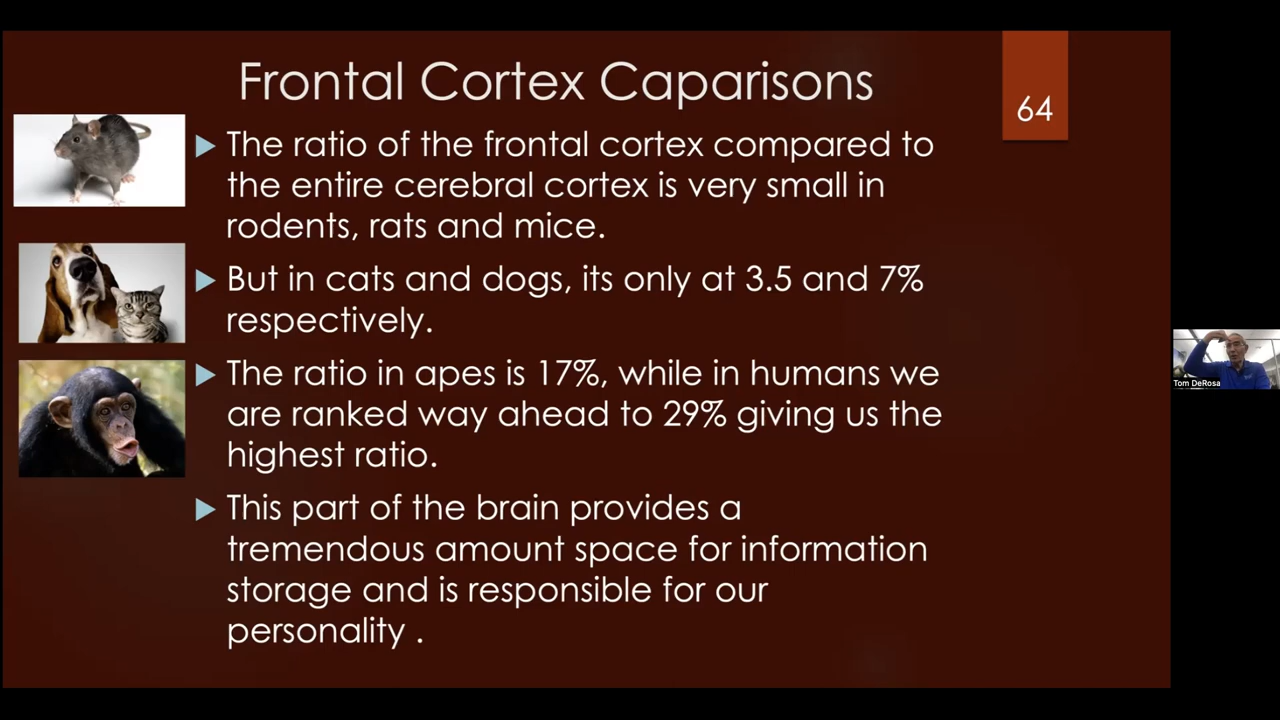 Frontal Cortex Caparisons
64
The ratio of the frontal cortex compared to
the entire cerebral cortex is very small in
rodents, rats and mice.
But in cats and dogs, its only at 3.5 and 7%
respectively.
The ratio in apes is 17%, while in humans we
are ranked way ahead to 29% giving us the
highest ratio.
This part of the brain provides a
tremendous amount space for information
storage and is responsible for our
personality .
Tom DeRosa